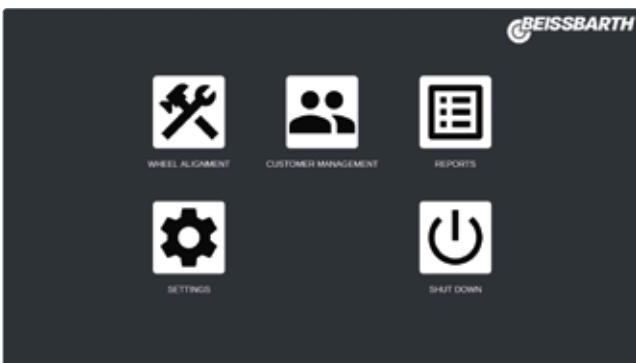 BEISSBARTH
WHEEL ALIGNMENT
CUSTOMER MANAGEMENT
REPORTS
SETTINGS
SHUT DOWN